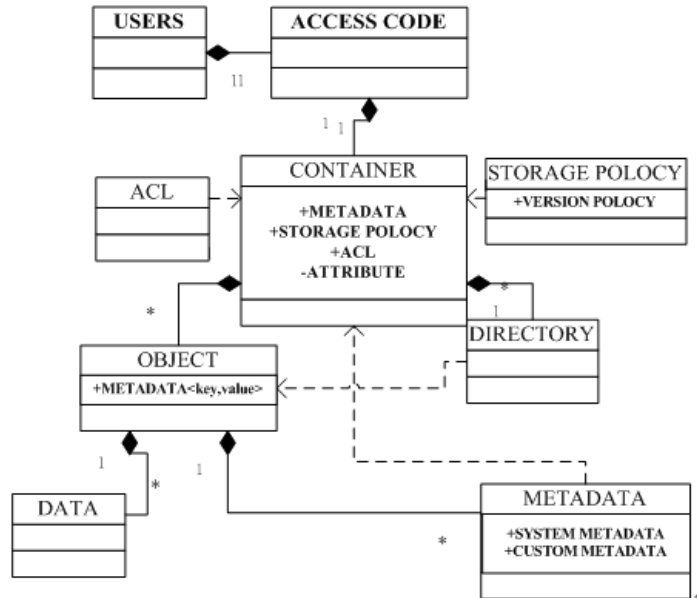 USERS
ACCESS CODE
11
1
1
CONTAINER
+METADATA
+STORAGE POLOCY
+ACL
-ATTRIBUTE
ACL
STORAGE POLOCY
+VERSION POLOCY
*
*
1
DIRECTORY
OBJECT
+METADATA<key,value>
1
*
1
DATA
METADATA
+SYSTEM METADATA
+CUSTOM METADATA
*